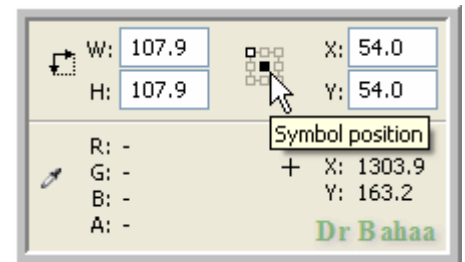 W: 107.9 X: 54.0
H: 107.9 Y: 54.0
Symbol position
R: -
G: - X: 1303.9
B: - Y: 163.2
A: -
Dr Bahaa